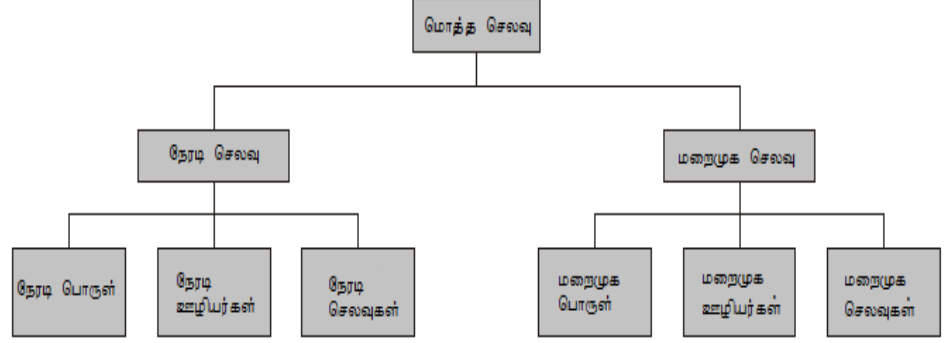 மொத்த செலவு
நேரடி செலவு
மறைமுக செலவு
நேரடி பொருள்
நேரடி
ஊழியர்கள்
நேரடி
செலவுகள்
மறைமுக
பொருள்
மறைமுக
ஊழியர்கள்
மறைமுக
செலவுகள்